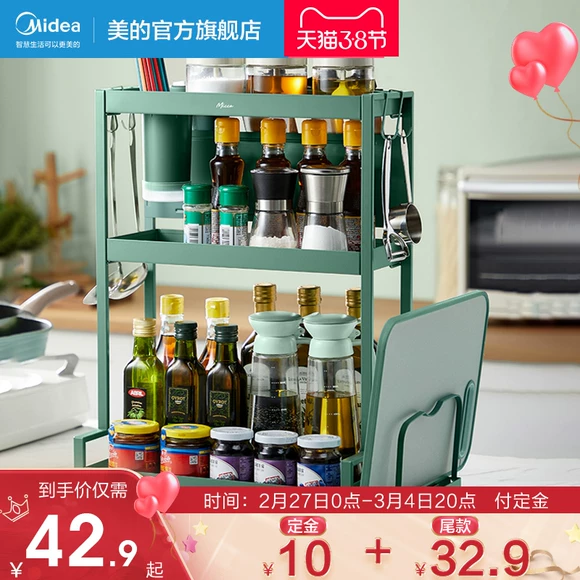 Midea
智慧生活可以更美的
美的官方旗舰店
天猫3.8节
到手价仅需
¥42.9起
时间：2月27日0点-3月4日20点 付定金
定金
¥10
+
尾款
¥32.9